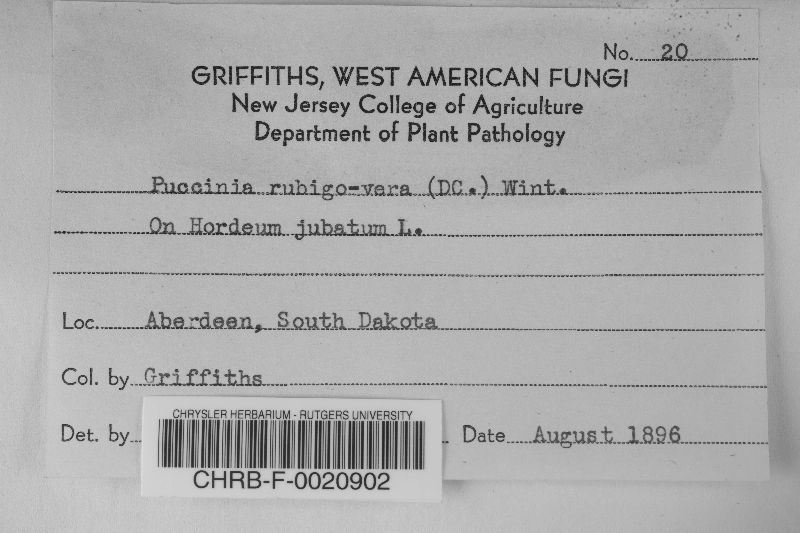 No. 20
GRIFFITHS, WEST AMERICAN FUNGI
New Jersey College of Agriculture
Department of Plant Pathology
Puccinia rubigo-vera (DC.) Wint.
On Hordeum jubatum L.
Loc. Aberdeen, South Dakota
Col. by Griffiths
Det. by Date August 1896
CHRYSLER HERBARIUM - RUTGERS UNIVERSITY
CHRB-F-0020902